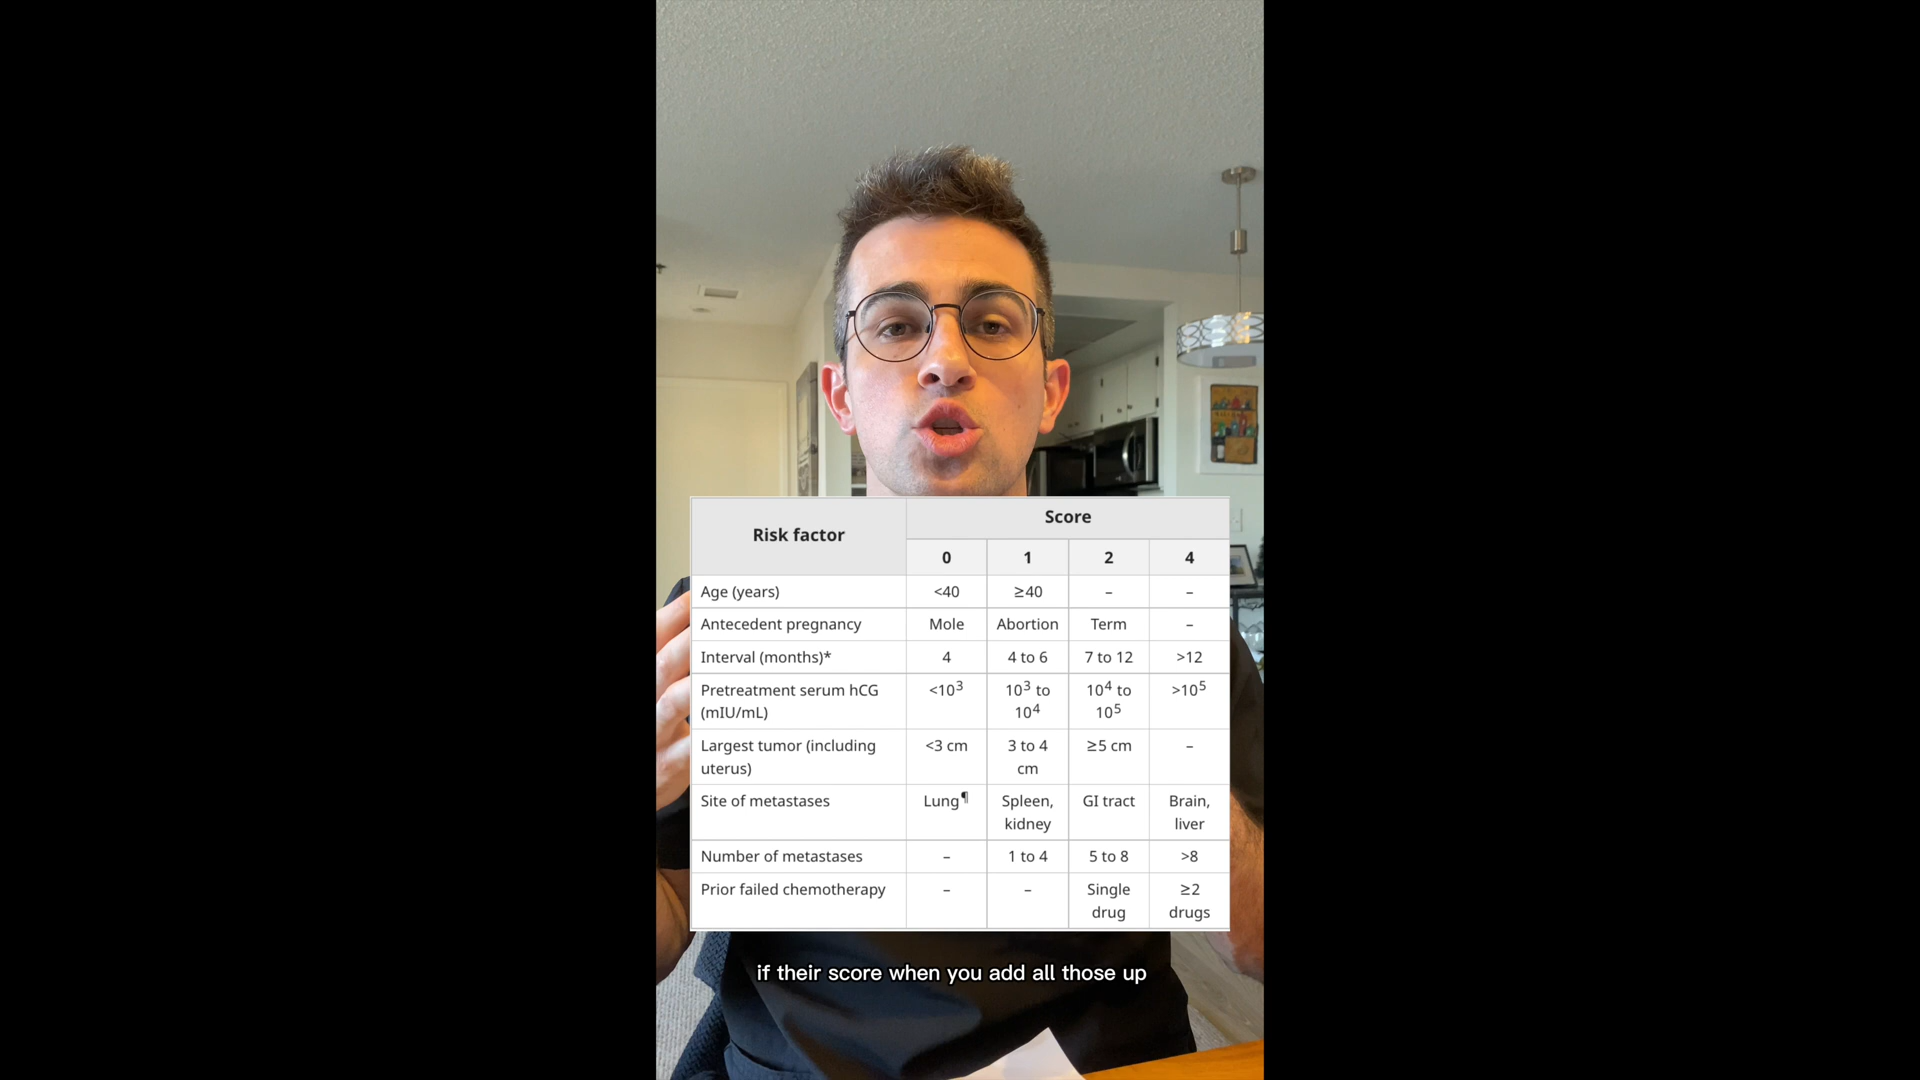 Risk factor Score
0 1 2 4
Age (years) <40 ≥40 – –
Antecedent pregnancy Mole Abortion Term –
Interval (months)* 4 4 to 6 7 to 12 >12
Pretreatment serum hCG <10³ 10³ to 10⁴ to >10⁵
(mIU/mL) 10⁴ 10⁵
Largest tumor (including <3 cm 3 to 4 ≥5 cm –
uterus) cm
Site of metastases Lung¶ Spleen, GI tract Brain,
kidney liver
Number of metastases – 1 to 4 5 to 8 >8
Prior failed chemotherapy – – Single ≥2
drug drugs
if their score when you add all those up